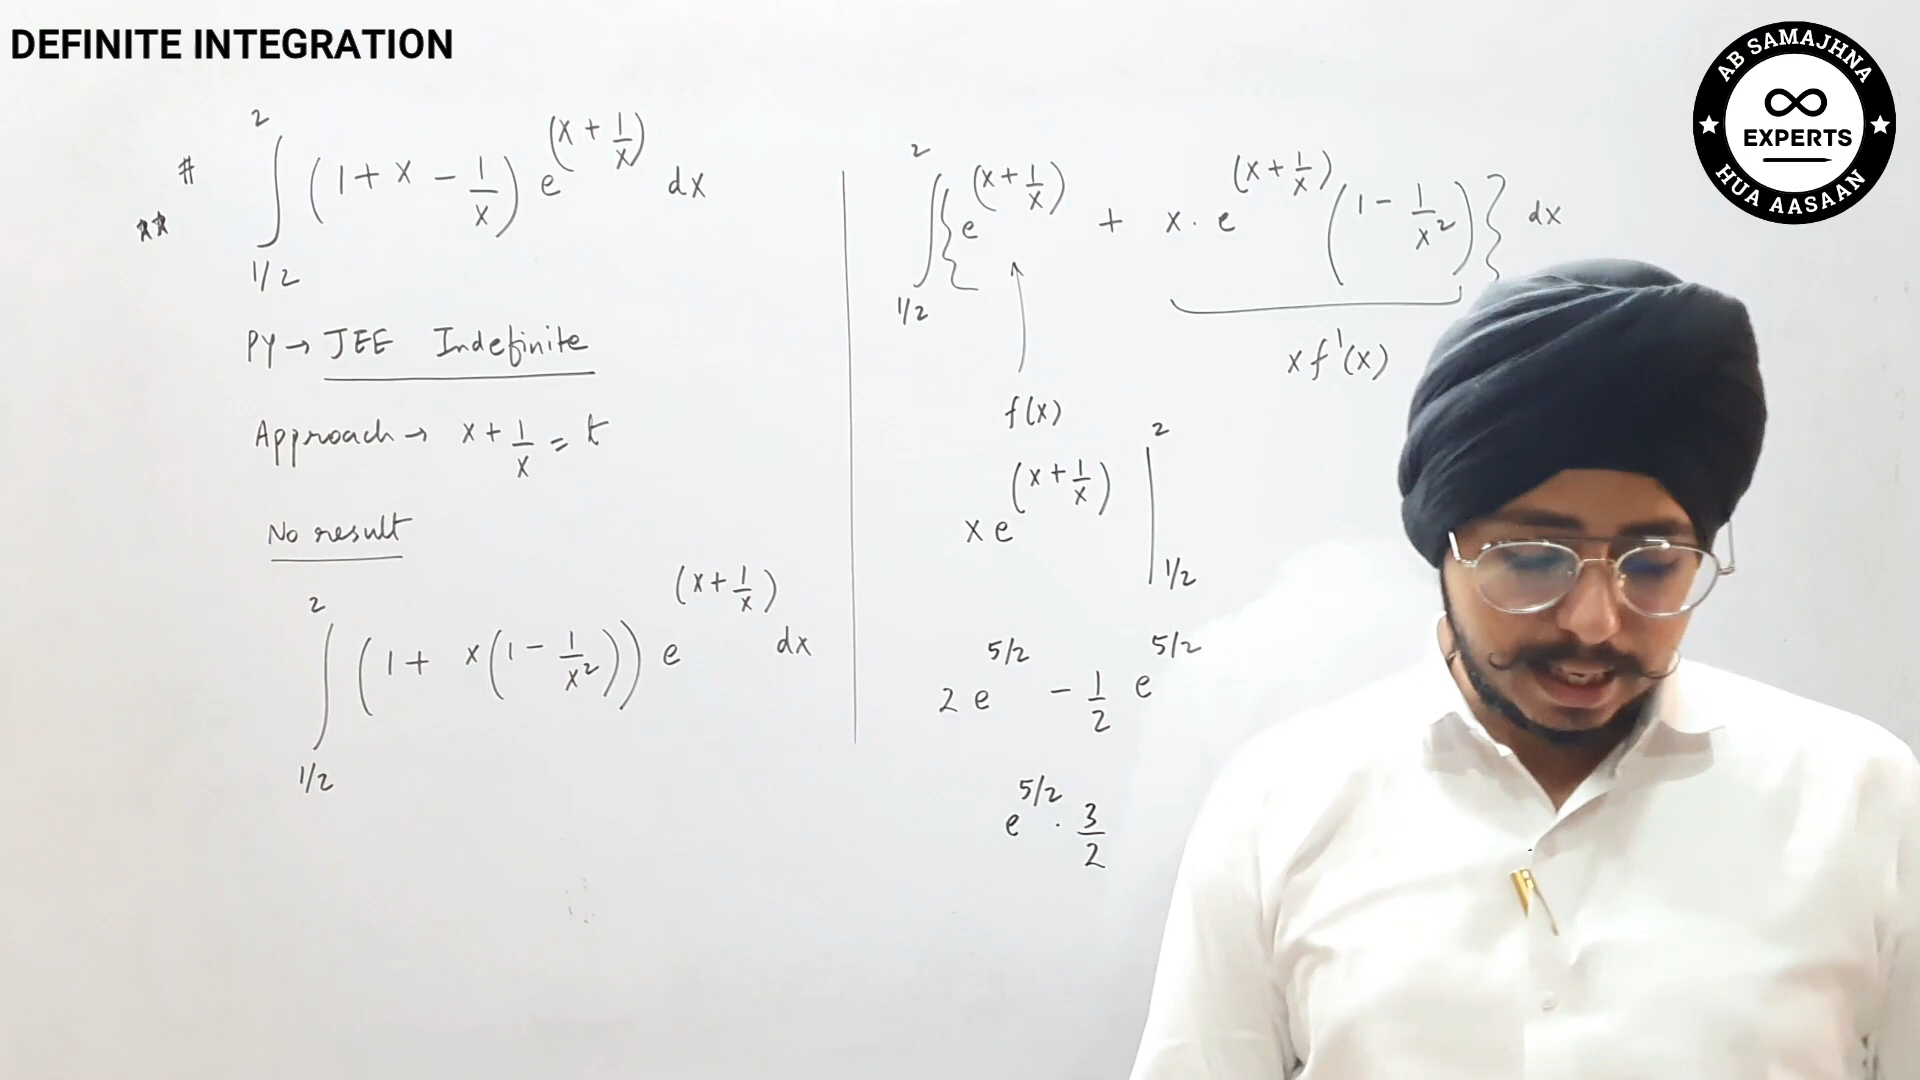 DEFINITE INTEGRATION
AB SAMAJHNA
EXPERTS
HUA AASAAN
# ∫_{1/2}^{2} (1 + x − 1/x) e^{(x + 1/x)} dx
**
PY → JEE Indefinite
Approach → x + 1/x = t
No result
∫_{1/2}^{2} (1 + x(1 − 1/x²)) e^{(x + 1/x)} dx
∫_{1/2}^{2} { e^{(x + 1/x)} + x · e^{(x + 1/x)} (1 − 1/x²) } dx
x f'(x)
f(x)
x e^{(x + 1/x)} |_{1/2}^{2}
2 e^{5/2} − 1/2 e^{5/2}
e^{5/2} · 3/2